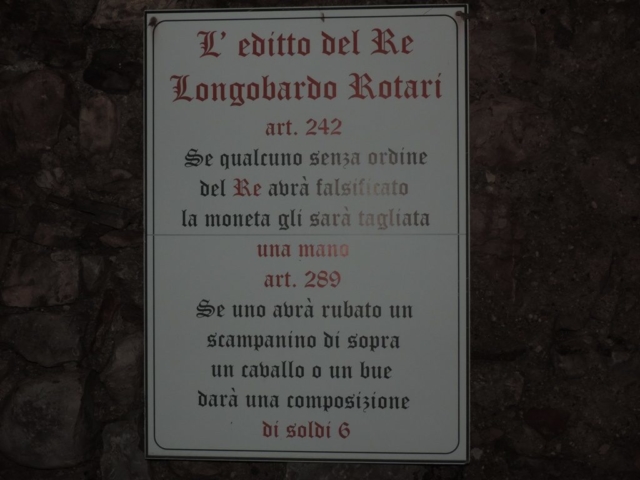 L' editto del Re
Longobardo Rotari
art. 242
Se qualcuno senza ordine
del Re avrà falsificato
la moneta gli sarà tagliata
una mano
art. 289
Se uno avrà rubato un
scampanino di sopra
un cavallo o un bue
darà una composizione
di soldi 6